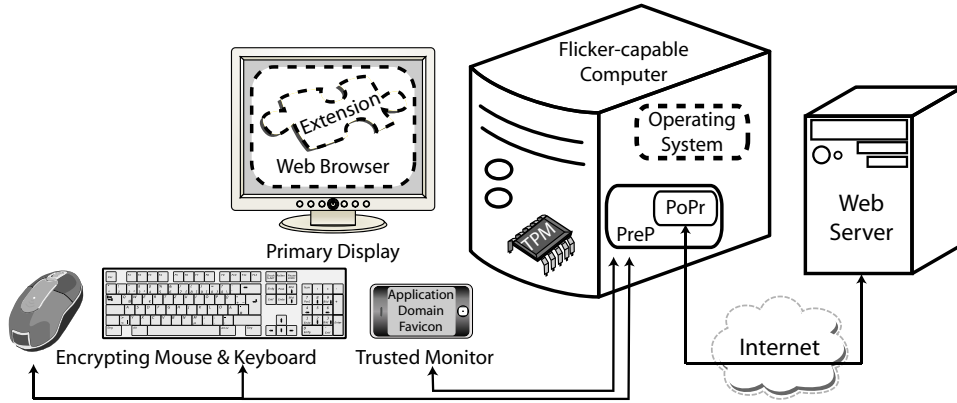 Flicker-capable
Computer
Extension
Web Browser
Operating
System
PoPr
PreP
TPM
Web
Server
Primary Display
Application
Domain
Favicon
Encrypting Mouse & Keyboard
Trusted Monitor
Internet